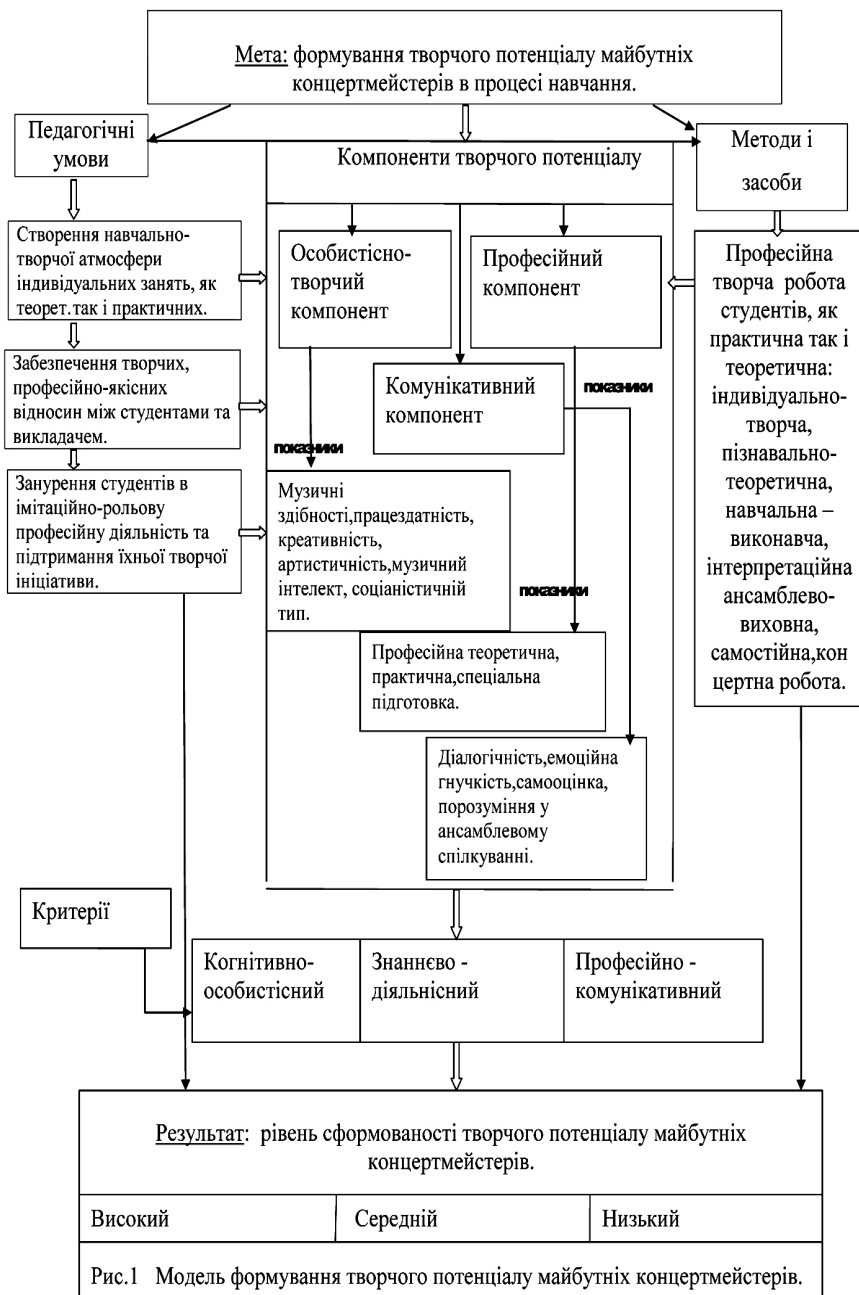 Мета: формування творчого потенціалу майбутніх
концертмейстерів в процесі навчання.
Педагогічні
умови
Компоненти творчого потенціалу
Методи і
засоби
Створення навчально-
творчої атмосфери
індивідуальних занять, як
теорет.так і практичних.
Забезпечення творчих,
професійно-якісних
відносин між студентами та
викладачем.
Занурення студентів в
імітаційно-рольову
професійну діяльність та
підтримання їхньої творчої
ініціативи.
Особистісно-
творчий
компонент
Професійний
компонент
Комунікативний
компонент
показники
показники
Музичні
здібності,працездатність,
креативність,
артистичність,музичний
інтелект, соціаністичній
тип.
показники
Професійна теоретична,
практична,спеціальна
підготовка.
Діалогічність,емоційна
гнучкість,самооцінка,
порозуміння у
ансамблевому
спілкуванні.
Професійна
творча робота
студентів, як
практична так і
теоретична:
індивідуально-
творча,
пізнавально-
теоретична,
навчальна –
виконавча,
інтерпретаційна
ансамблево-
виховна,
самостійна,кон
цертна робота.
Критерії
Когнітивно-
особистісний
Знаннєво -
діяльнісний
Професійно -
комунікативний
Результат: рівень сформованості творчого потенціалу майбутніх
концертмейстерів.
Високий
Середній
Низький
Рис.1 Модель формування творчого потенціалу майбутніх концертмейстерів.